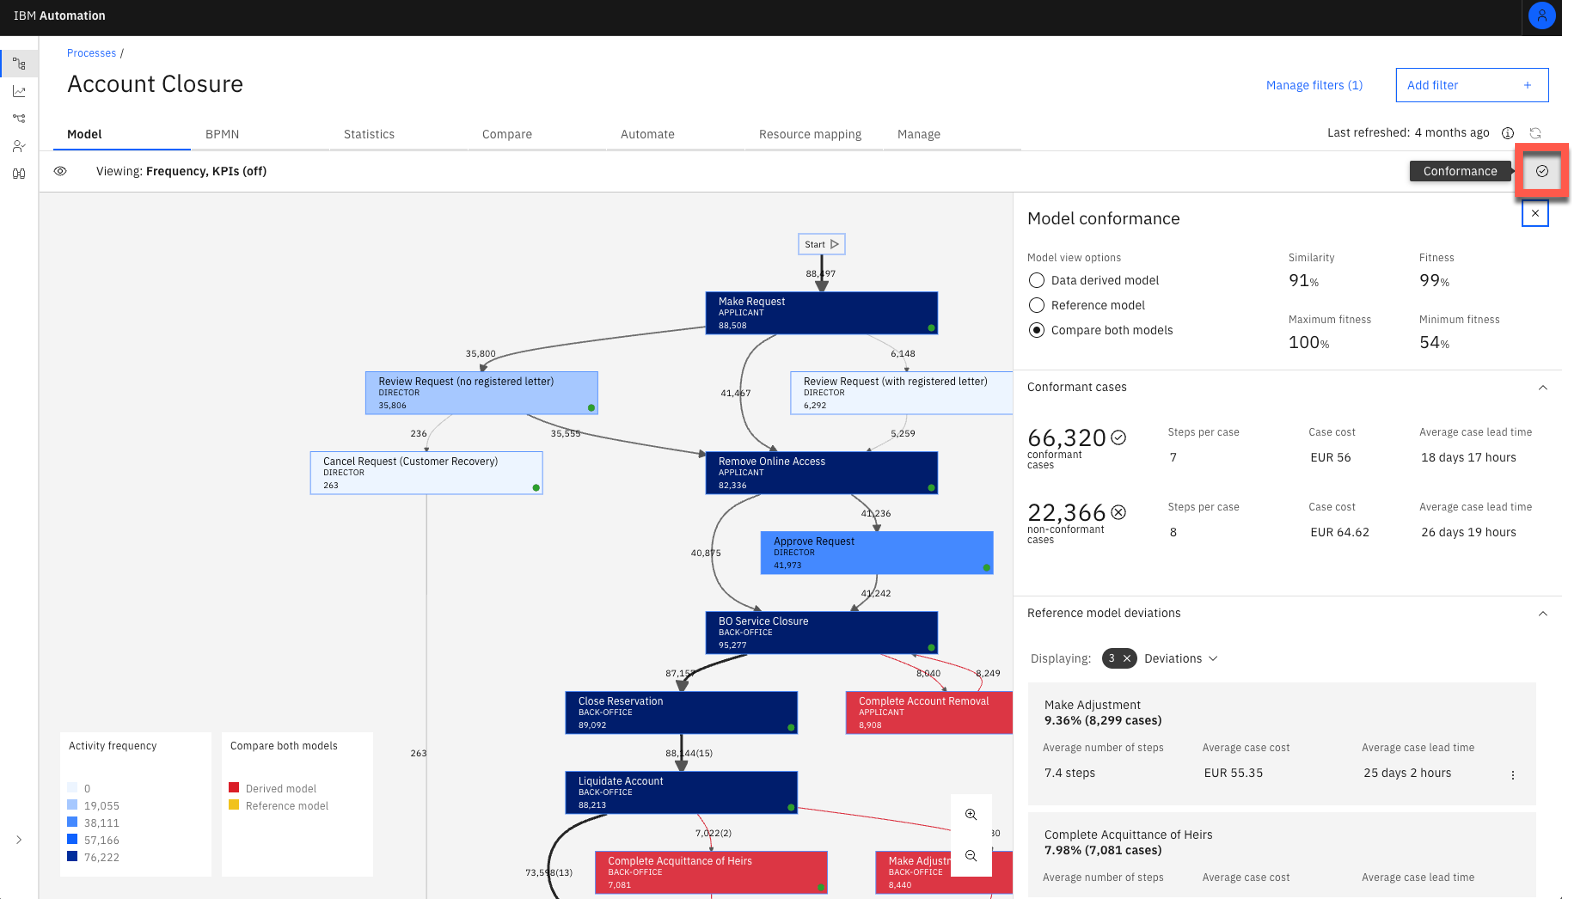 IBM Automation
Processes /
Account Closure
Manage filters (1)
Add filter +
Model
BPMN
Statistics
Compare
Automate
Resource mapping
Manage
Last refreshed: 4 months ago
Viewing: Frequency, KPIs (off)
Conformance
Start
88,497
Make Request
APPLICANT
88,508
35,800
6,148
41,467
Review Request (no registered letter)
DIRECTOR
35,806
Review Request (with registered letter)
DIRECTOR
6,292
236
35,555
5,259
Cancel Request (Customer Recovery)
DIRECTOR
263
Remove Online Access
APPLICANT
82,336
41,236
40,875
Approve Request
DIRECTOR
41,973
41,242
BO Service Closure
BACK-OFFICE
95,277
87,157
8,040
8,249
Close Reservation
BACK-OFFICE
89,092
Complete Account Removal
APPLICANT
8,908
263
88,144(15)
Liquidate Account
BACK-OFFICE
88,213
7,022(2)
30
73,598(13)
Complete Acquittance of Heirs
BACK-OFFICE
7,081
Make Adjustn
BACK-OFFICE
8,440
Activity frequency
0
19,055
38,111
57,166
76,222
Compare both models
Derived model
Reference model
Model conformance
Model view options
Data derived model
Reference model
Compare both models
Similarity
91%
Fitness
99%
Maximum fitness
100%
Minimum fitness
54%
Conformant cases
66,320
conformant
cases
Steps per case
7
Case cost
EUR 56
Average case lead time
18 days 17 hours
22,366
non-conformant
cases
Steps per case
8
Case cost
EUR 64.62
Average case lead time
26 days 19 hours
Reference model deviations
Displaying: 3 × Deviations
Make Adjustment
9.36% (8,299 cases)
Average number of steps
Average case cost
Average case lead time
7.4 steps
EUR 55.35
25 days 2 hours
Complete Acquittance of Heirs
7.98% (7,081 cases)
Average number of steps
Average case cost
Average case lead time